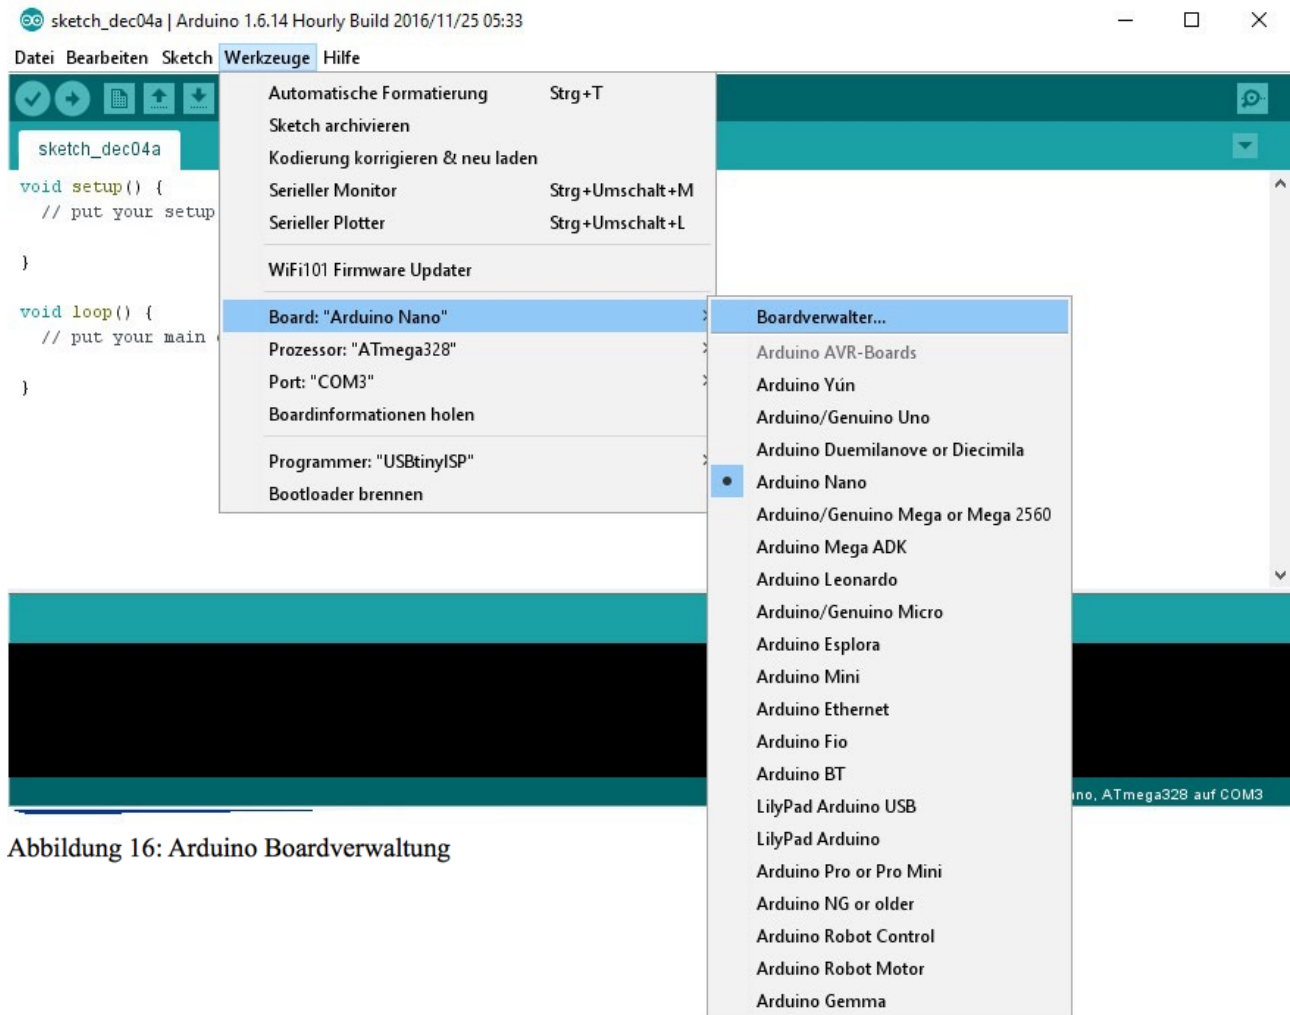 sketch_dec04a | Arduino 1.6.14 Hourly Build 2016/11/25 05:33
Datei Bearbeiten Sketch Werkzeuge Hilfe
sketch_dec04a
void setup() {
// put your setup
}
void loop() {
// put your main
}
Automatische Formatierung Strg+T
Sketch archivieren
Kodierung korrigieren & neu laden
Serieller Monitor Strg+Umschalt+M
Serieller Plotter Strg+Umschalt+L
WiFi101 Firmware Updater
Board: "Arduino Nano"
Prozessor: "ATmega328"
Port: "COM3"
Boardinformationen holen
Programmer: "USBtinyISP"
Bootloader brennen
Boardverwalter...
Arduino AVR-Boards
Arduino Yún
Arduino/Genuino Uno
Arduino Duemilanove or Diecimila
Arduino Nano
Arduino/Genuino Mega or Mega 2560
Arduino Mega ADK
Arduino Leonardo
Arduino/Genuino Micro
Arduino Esplora
Arduino Mini
Arduino Ethernet
Arduino Fio
Arduino BT
LilyPad Arduino USB
LilyPad Arduino
Arduino Pro or Pro Mini
Arduino NG or older
Arduino Robot Control
Arduino Robot Motor
Arduino Gemma
ATmega328 auf COM3
Abbildung 16: Arduino Boardverwaltung